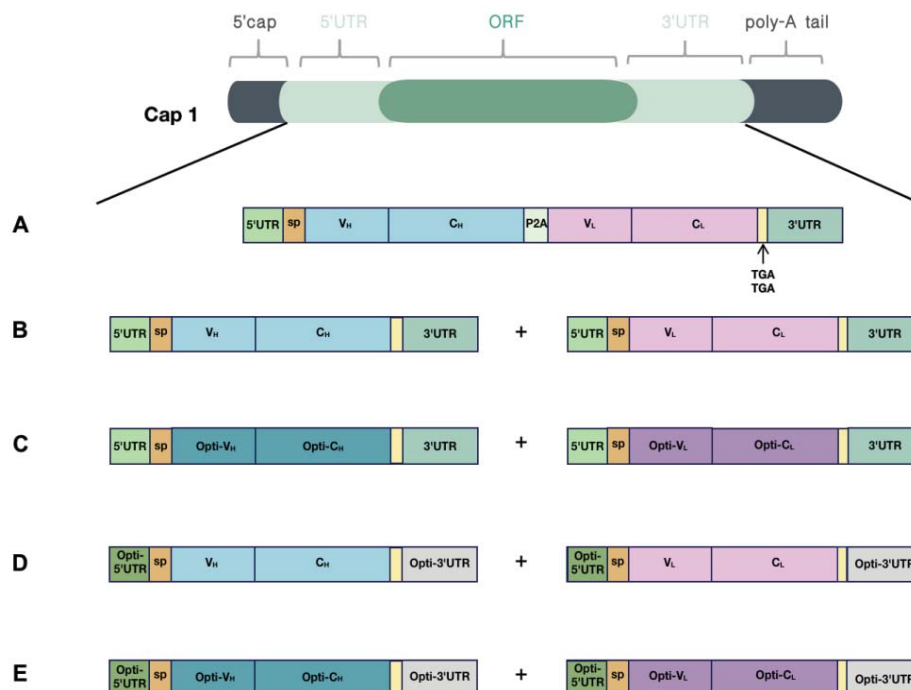 5'cap 5'UTR ORF 3'UTR poly-A tail
Cap 1
A
5'UTR sp VH CH P2A VL CL 3'UTR
TGA
TGA
B
5'UTR sp VH CH 3'UTR + 5'UTR sp VL CL 3'UTR
C
5'UTR sp Opti-VH Opti-CH 3'UTR + 5'UTR sp Opti-VL Opti-CL 3'UTR
D
Opti-
5'UTR sp VH CH Opti-3'UTR + Opti-
5'UTR sp VL CL Opti-3'UTR
E
Opti-
5'UTR sp Opti-VH Opti-CH Opti-3'UTR + Opti-
5'UTR sp Opti-VL Opti-CL Opti-3'UTR